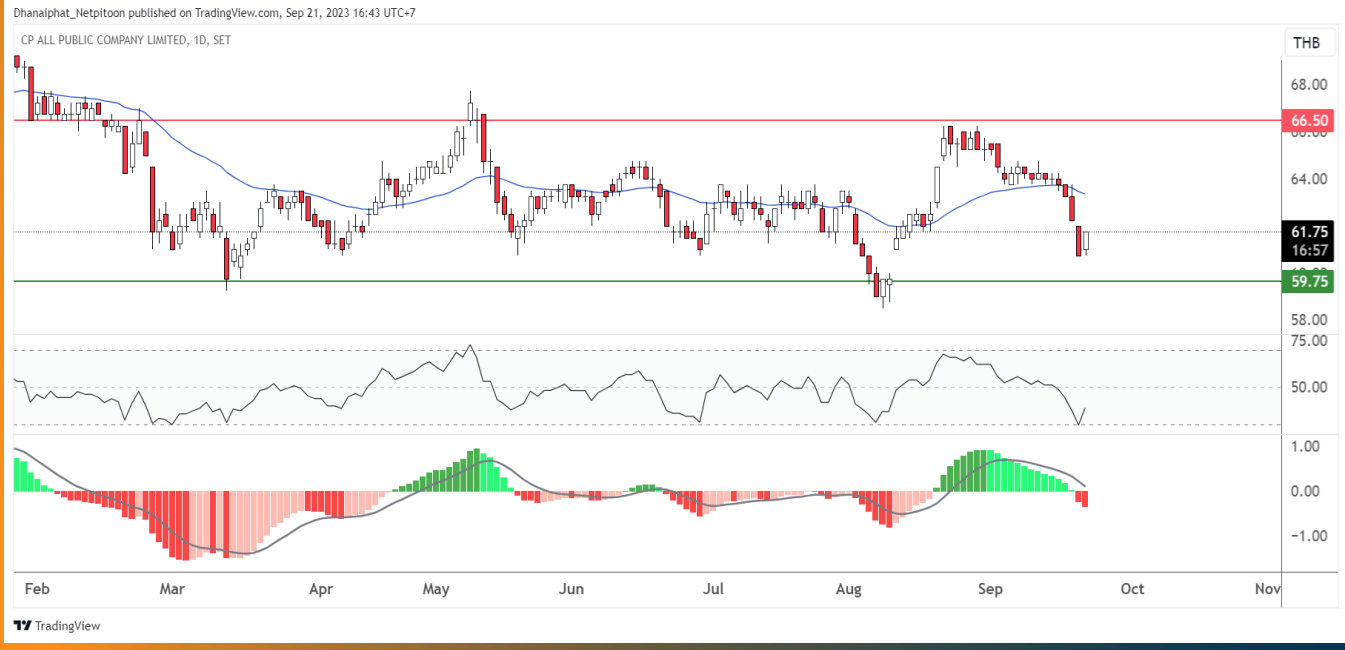 Dhanaiphat_Netpitoon published on TradingView.com, Sep 21, 2023 16:43 UTC+7
CP ALL PUBLIC COMPANY LIMITED, 1D, SET
THB
68.00
66.50
66.00
64.00
61.75
16:57
59.75
58.00
75.00
50.00
1.00
0.00
−1.00
Feb Mar Apr May Jun Jul Aug Sep Oct Nov
TradingView